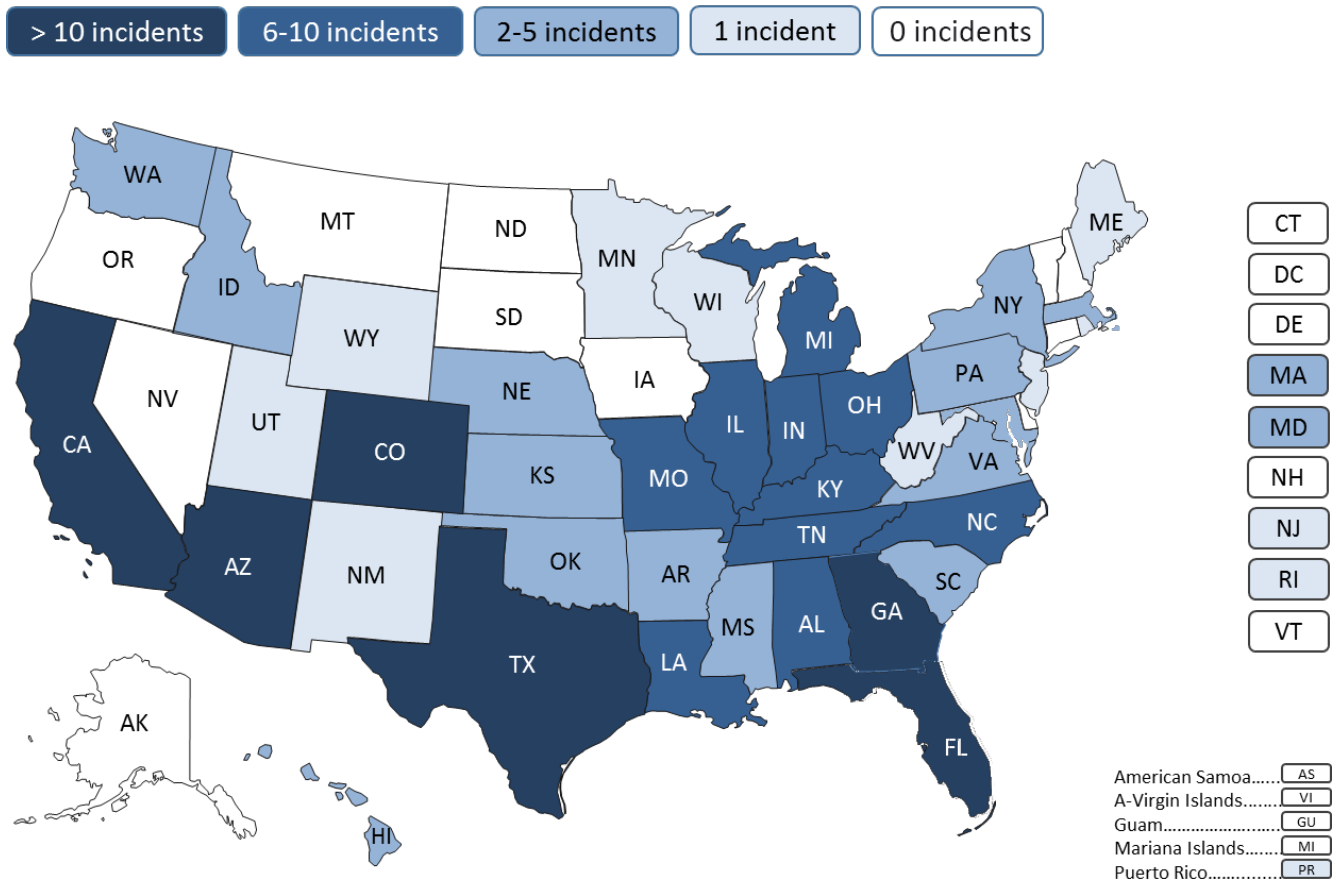 > 10 incidents 6-10 incidents 2-5 incidents 1 incident 0 incidents
WA
MT
ND
OR
ID
MN
ME
CT
DC
SD
WY
WI
MI
NY
DE
NV
NE
IA
PA
MA
UT
CA
CO
KS
MO
IL
IN
OH
WV
VA
MD
KY
NH
AZ
NM
OK
AR
TN
NC
NJ
SC
MS
AL
GA
RI
TX
LA
VT
AK
FL
HI
American Samoa...... AS
A-Virgin Islands........ VI
Guam........................ GU
Mariana Islands....... MI
Puerto Rico............... PR